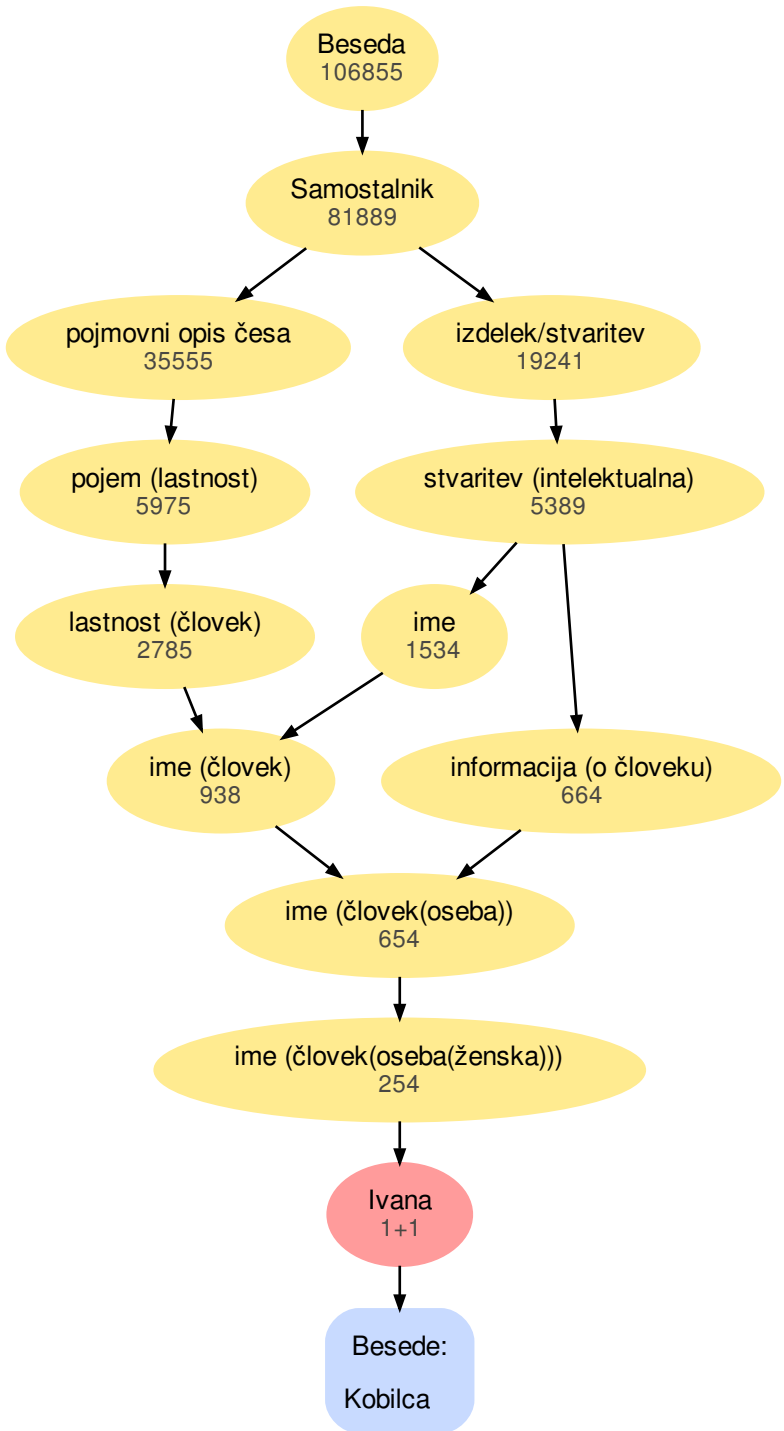 Beseda
106855
Samostalnik
81889
pojmovni opis česa
35555
izdelek/stvaritev
19241
pojem (lastnost)
5975
stvaritev (intelektualna)
5389
lastnost (človek)
2785
ime
1534
ime (človek)
938
informacija (o človeku)
664
ime (človek(oseba))
654
ime (človek(oseba(ženska)))
254
Ivana
1+1
Besede:
Kobilca